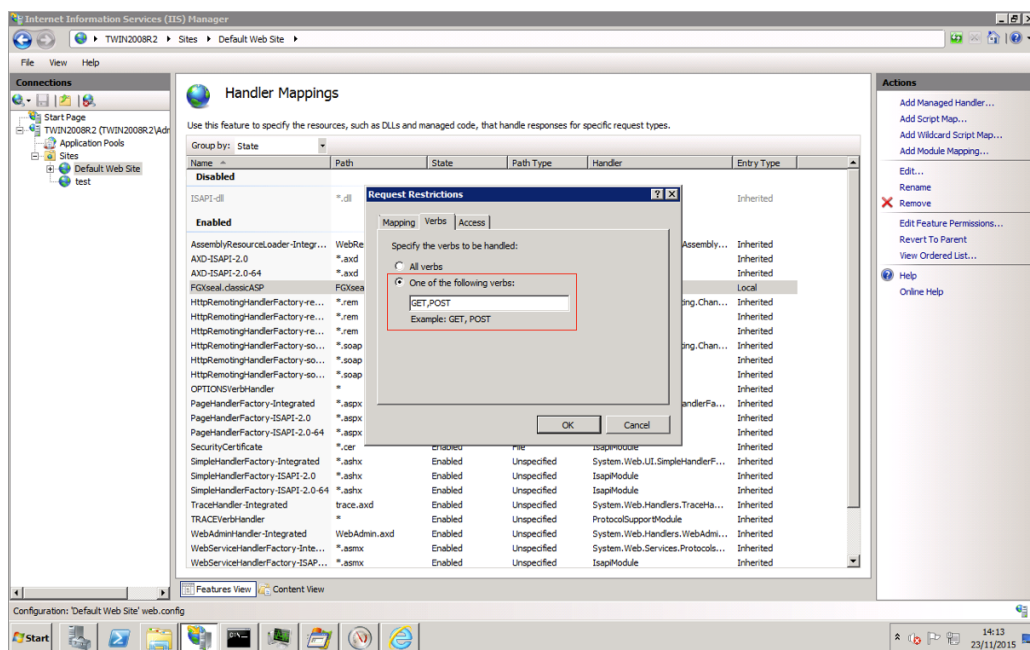 Internet Information Services (IIS) Manager
TWIN2008R2 Sites Default Web Site
File View Help
Connections
Start Page
TWIN2008R2 (TWIN2008R2\Adr
Application Pools
Sites
Default Web Site
test
Handler Mappings
Use this feature to specify the resources, such as DLLs and managed code, that handle responses for specific request types.
Group by: State
Name Path State Path Type Handler Entry Type
Disabled
ISAPI-dll *.dll Inherited
Enabled
AssemblyResourceLoader-Integr... WebRe Assembly... Inherited
AXD-ISAPI-2.0 *.axd Inherited
AXD-ISAPI-2.0-64 *.axd Inherited
FGXseal.classicASP FGXsea Local
HttpRemotingHandlerFactory-re... *.rem ting.Chan... Inherited
HttpRemotingHandlerFactory-re... *.rem Inherited
HttpRemotingHandlerFactory-re... *.rem Inherited
HttpRemotingHandlerFactory-so... *.soap ting.Chan... Inherited
HttpRemotingHandlerFactory-so... *.soap Inherited
HttpRemotingHandlerFactory-so... *.soap Inherited
OPTIONSVerbHandler * Inherited
PageHandlerFactory-Integrated *.aspx andlerFa... Inherited
PageHandlerFactory-ISAPI-2.0 *.aspx Inherited
PageHandlerFactory-ISAPI-2.0-64 *.aspx Inherited
SecurityCertificate *.cer Enabled File IsapiModule Inherited
SimpleHandlerFactory-Integrated *.ashx Enabled Unspecified System.Web.UI.SimpleHandlerF... Inherited
SimpleHandlerFactory-ISAPI-2.0 *.ashx Enabled Unspecified IsapiModule Inherited
SimpleHandlerFactory-ISAPI-2.0-64 *.ashx Enabled Unspecified IsapiModule Inherited
TraceHandler-Integrated trace.axd Enabled Unspecified System.Web.Handlers.TraceHa... Inherited
TRACEVerbHandler * Enabled Unspecified ProtocolSupportModule Inherited
WebAdminHandler-Integrated WebAdmin.axd Enabled Unspecified System.Web.Handlers.WebAdmi... Inherited
WebServiceHandlerFactory-Inte... *.asmx Enabled Unspecified System.Web.Services.Protocols... Inherited
WebServiceHandlerFactory-ISAP... *.asmx Enabled Unspecified IsapiModule Inherited
Request Restrictions
Mapping Verbs Access
Specify the verbs to be handled:
All verbs
One of the following verbs:
GET,POST
Example: GET, POST
OK Cancel
Actions
Add Managed Handler...
Add Script Map...
Add Wildcard Script Map...
Add Module Mapping...
Edit...
Rename
Remove
Edit Feature Permissions...
Revert To Parent
View Ordered List...
Help
Online Help
Features View Content View
Configuration: 'Default Web Site' web.config
Start
14:13
23/11/2015